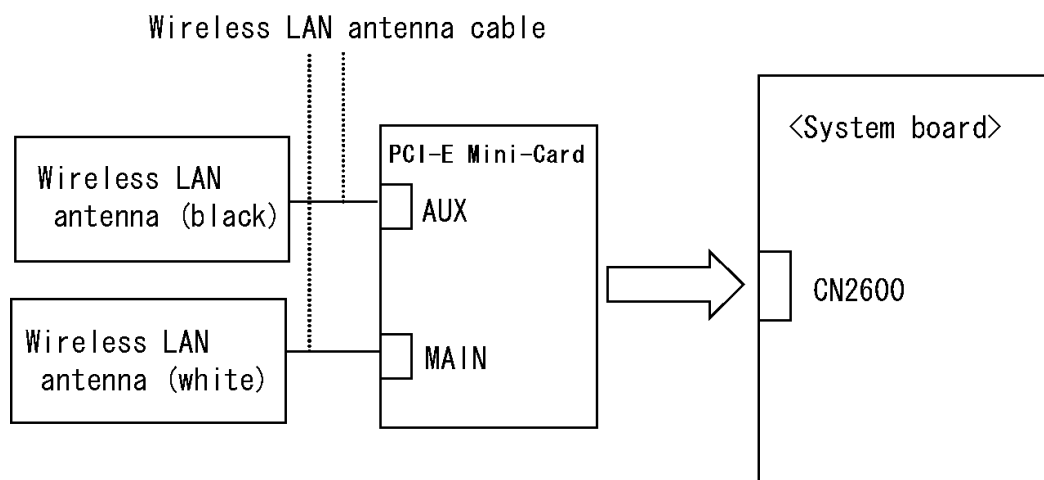 Wireless LAN antenna cable
<System board>
PCI-E Mini-Card
Wireless LAN
antenna (black)
AUX
CN2600
Wireless LAN
antenna (white)
MAIN